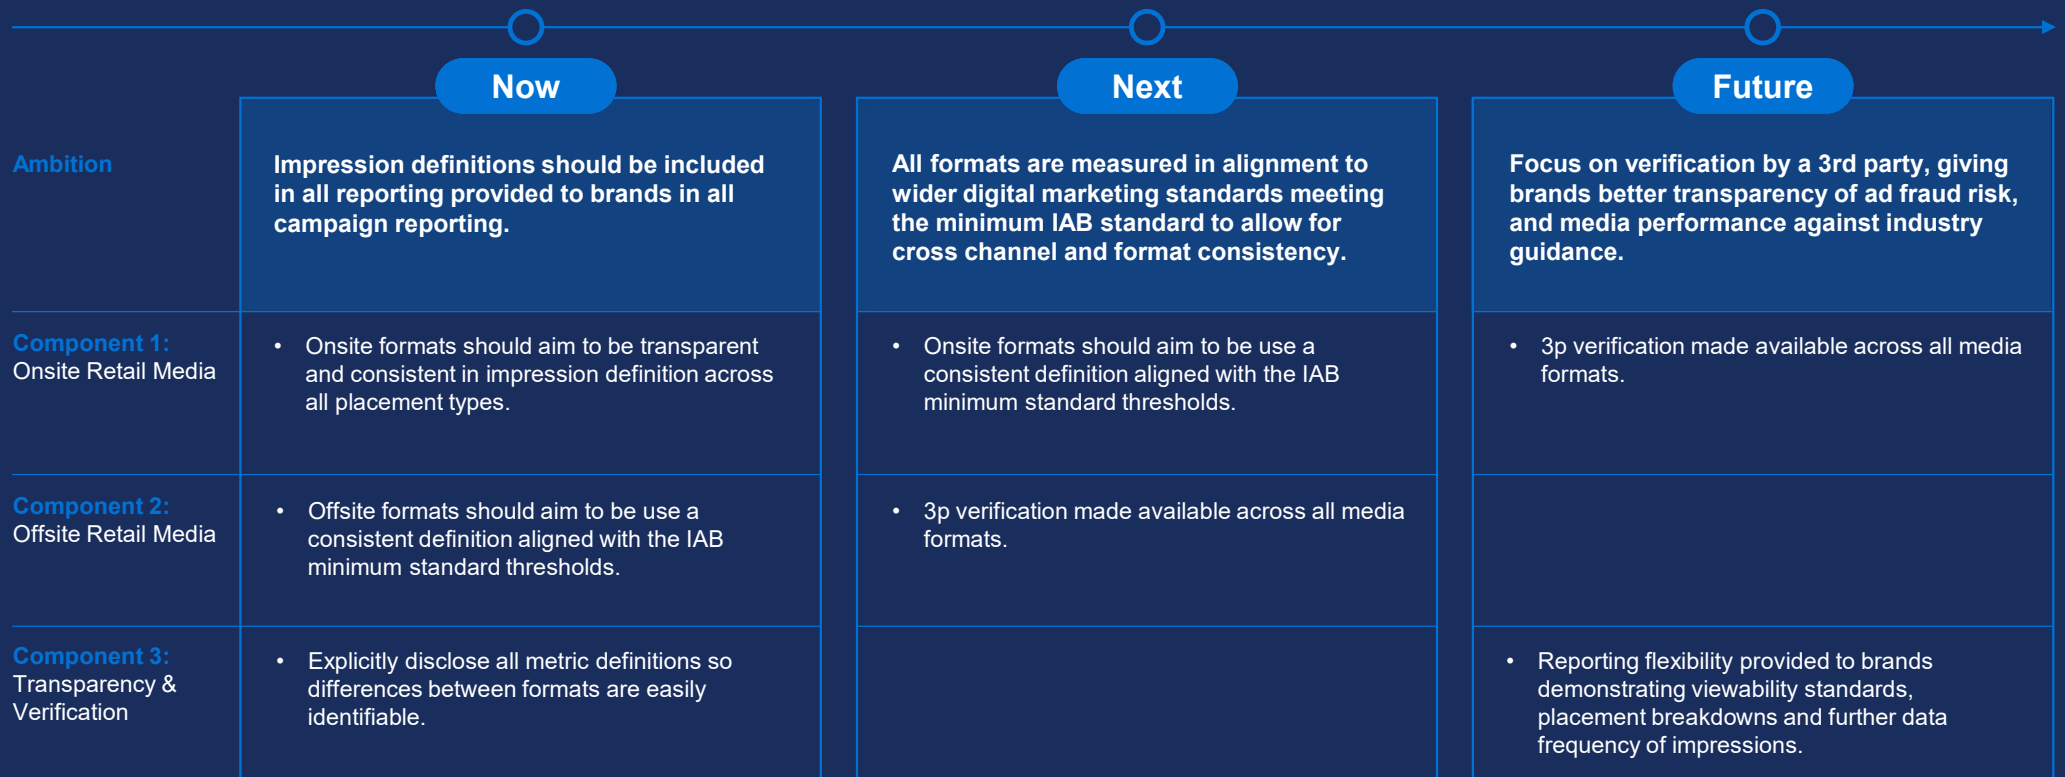 Now
Next
Future
Ambition
Impression definitions should be included
in all reporting provided to brands in all
campaign reporting.
All formats are measured in alignment to
wider digital marketing standards meeting
the minimum IAB standard to allow for
cross channel and format consistency.
Focus on verification by a 3rd party, giving
brands better transparency of ad fraud risk,
and media performance against industry
guidance.
Component 1:
Onsite Retail Media
• Onsite formats should aim to be transparent
and consistent in impression definition across
all placement types.
• Onsite formats should aim to be use a
consistent definition aligned with the IAB
minimum standard thresholds.
• 3p verification made available across all media
formats.
Component 2:
Offsite Retail Media
• Offsite formats should aim to be use a
consistent definition aligned with the IAB
minimum standard thresholds.
• 3p verification made available across all media
formats.
Component 3:
Transparency &
Verification
• Explicitly disclose all metric definitions so
differences between formats are easily
identifiable.
• Reporting flexibility provided to brands
demonstrating viewability standards,
placement breakdowns and further data
frequency of impressions.